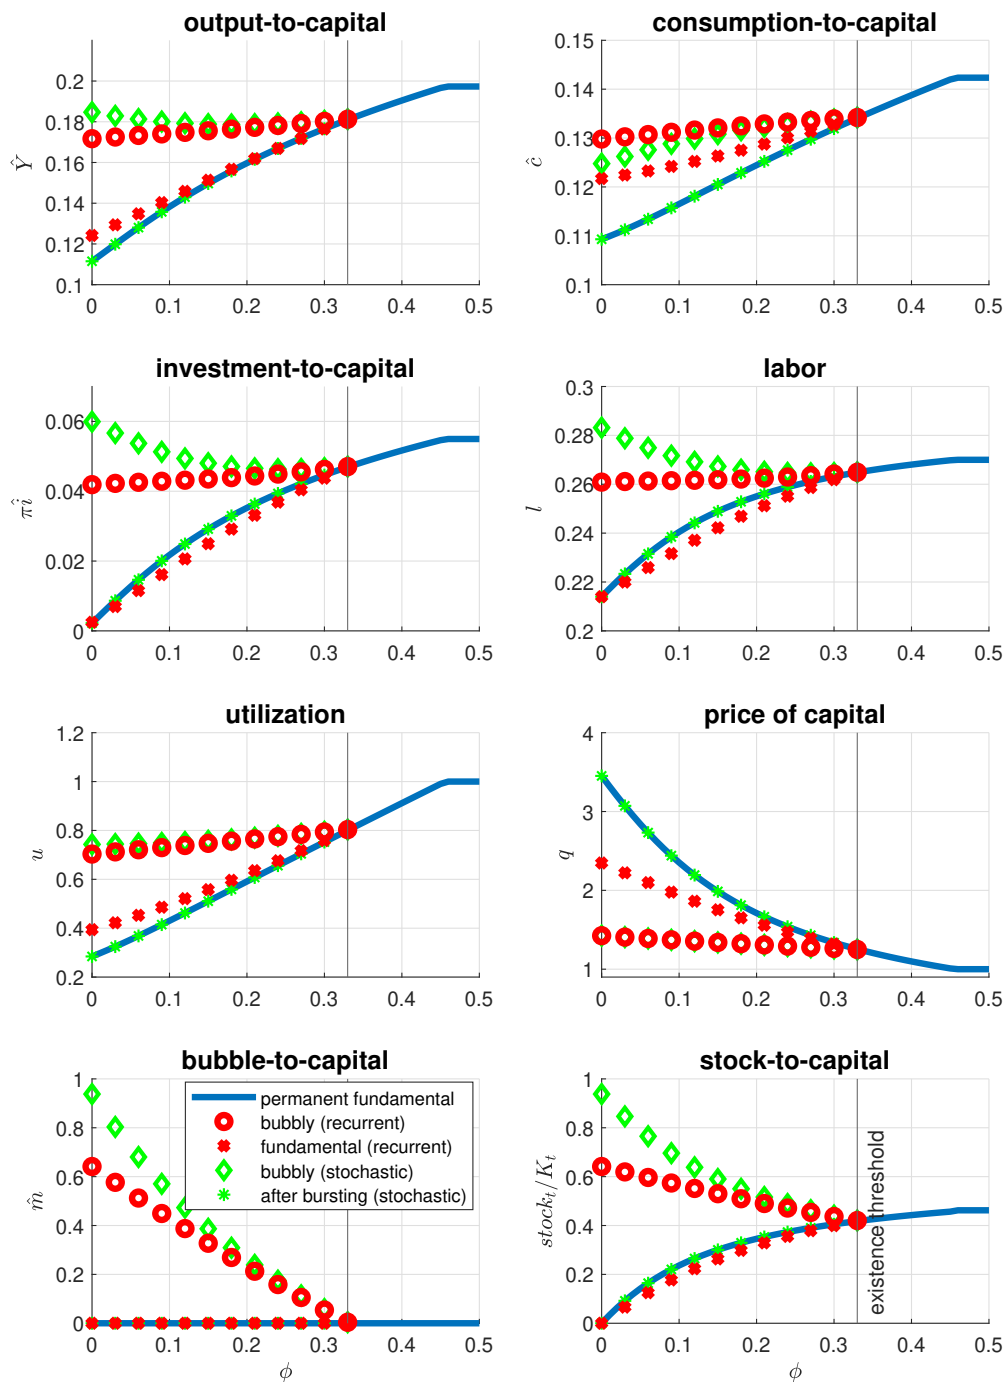 output-to-capital
0.2
0.18
0.16
0.14
0.12
0.1
Ŷ
0 0.1 0.2 0.3 0.4 0.5
ϕ
consumption-to-capital
0.15
0.14
0.13
0.12
0.11
0.1
ĉ
0 0.1 0.2 0.3 0.4 0.5
ϕ
investment-to-capital
0.06
0.04
0.02
0
πî
0 0.1 0.2 0.3 0.4 0.5
ϕ
labor
0.3
0.28
0.26
0.24
0.22
0.2
l
0 0.1 0.2 0.3 0.4 0.5
ϕ
utilization
1.2
1
0.8
0.6
0.4
0.2
u
0 0.1 0.2 0.3 0.4 0.5
ϕ
price of capital
4
3
2
1
q
0 0.1 0.2 0.3 0.4 0.5
ϕ
bubble-to-capital
1
0.8
0.6
0.4
0.2
0
m̂
permanent fundamental
bubbly (recurrent)
fundamental (recurrent)
bubbly (stochastic)
after bursting (stochastic)
0 0.1 0.2 0.3 0.4 0.5
ϕ
stock-to-capital
1
0.8
0.6
0.4
0.2
0
stock_t/K_t
existence threshold
0 0.1 0.2 0.3 0.4 0.5
ϕ